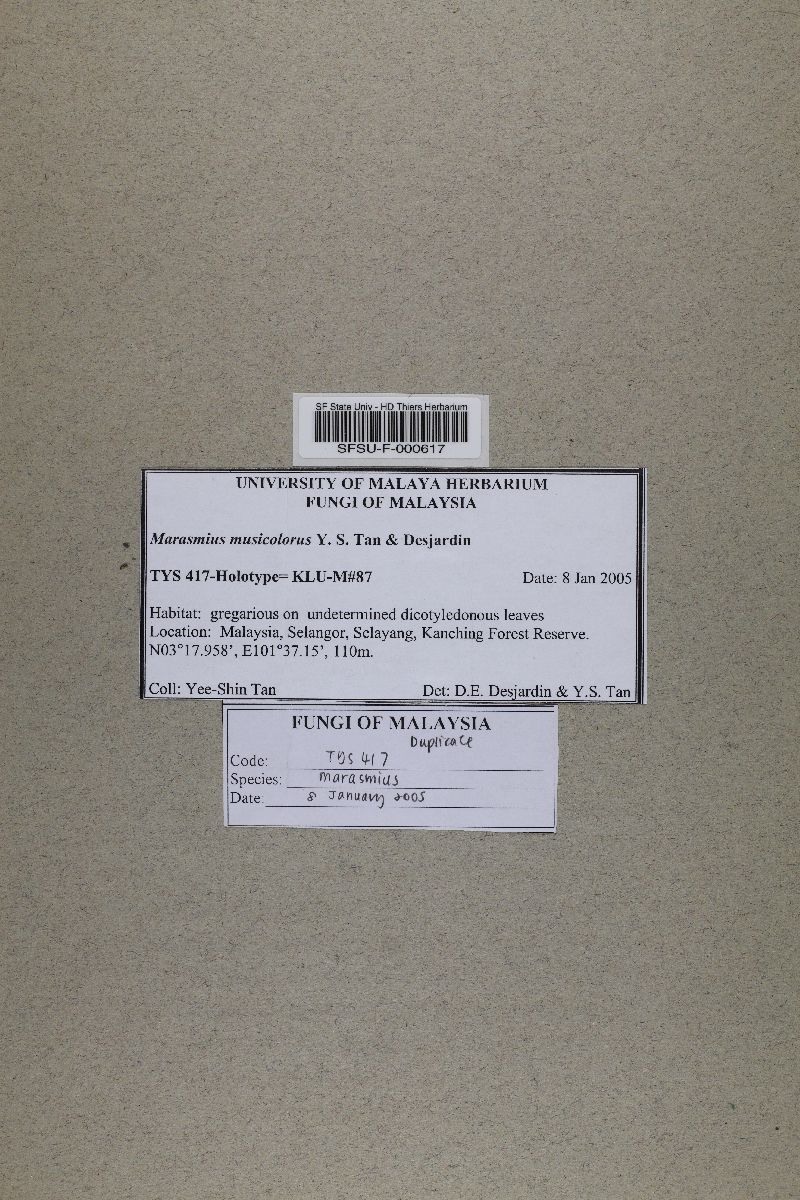 SF State Univ - HD Thiers Herbarium
SFSU-F-000617
UNIVERSITY OF MALAYA HERBARIUM
FUNGI OF MALAYSIA
Marasmius musicolorus Y. S. Tan & Desjardin
TYS 417-Holotype= KLU-M#87 Date: 8 Jan 2005
Habitat: gregarious on undetermined dicotyledonous leaves
Location: Malaysia, Selangor, Selayang, Kanching Forest Reserve.
N03°17.958’, E101°37.15’, 110m.
Coll: Yee-Shin Tan Det: D.E. Desjardin & Y.S. Tan
FUNGI OF MALAYSIA
Duplicate
Code: TYS 417
Species: Marasmius
Date: 8 January 2005